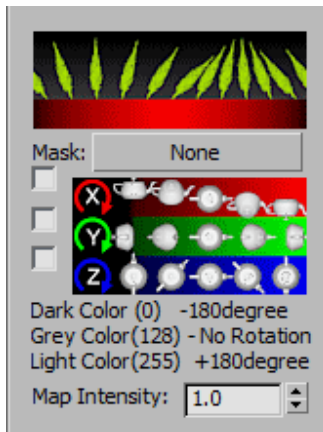 Mask: None
X
Y
Z
Dark Color (0) -180degree
Grey Color(128) - No Rotation
Light Color(255) +180degree
Map Intensity: 1.0